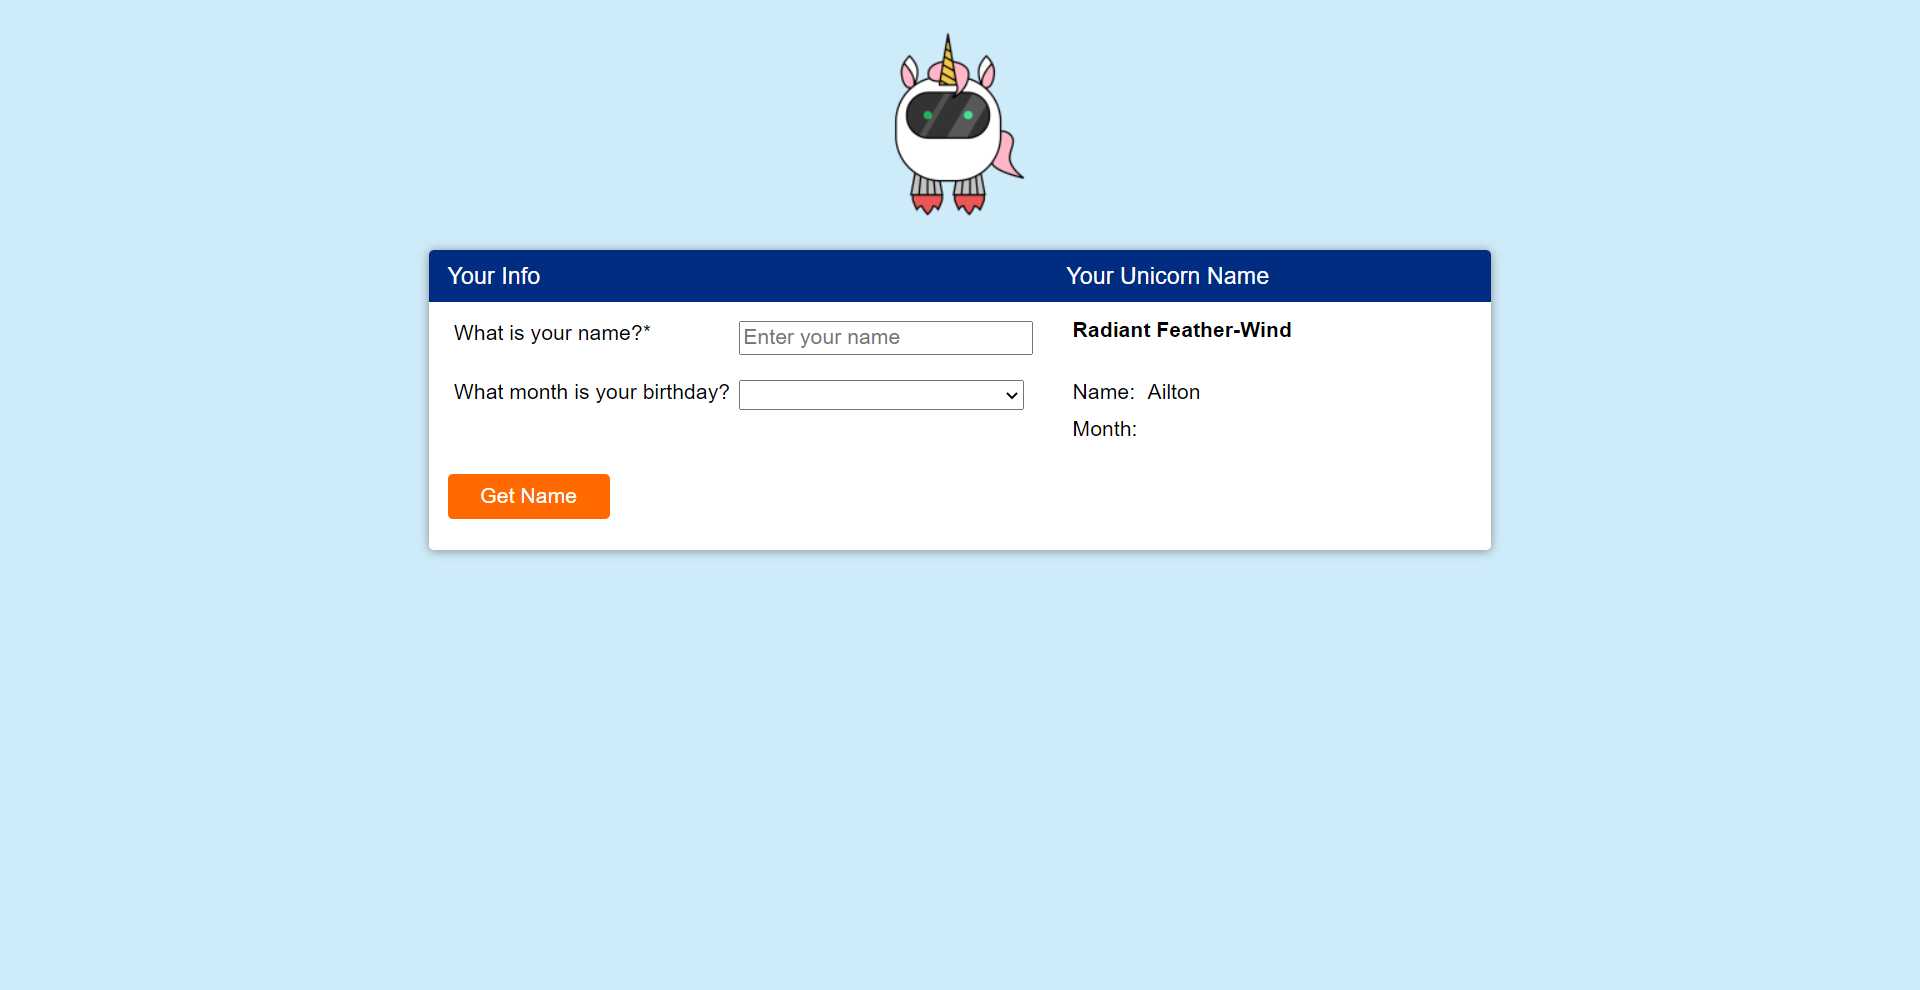 Your Info
Your Unicorn Name
What is your name?*
Enter your name
Radiant Feather-Wind
What month is your birthday?
Name: Ailton
Month:
Get Name